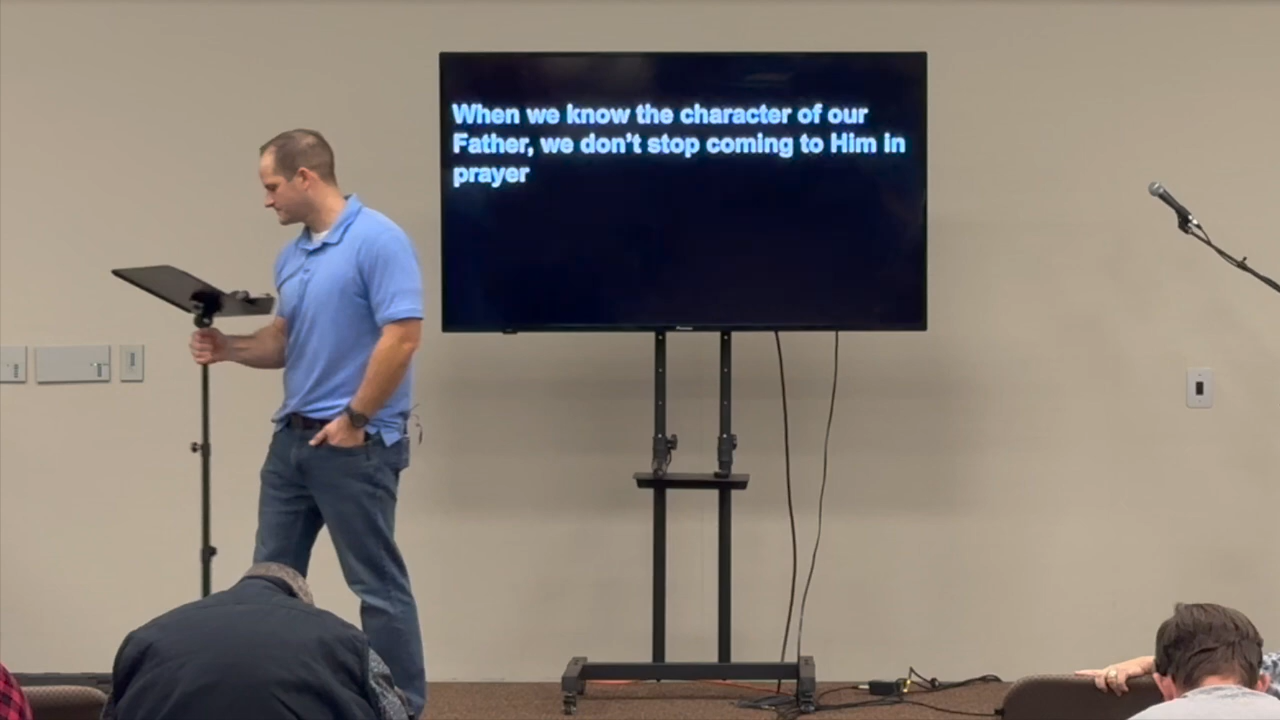 When we know the character of our
Father, we don’t stop coming to Him in
prayer